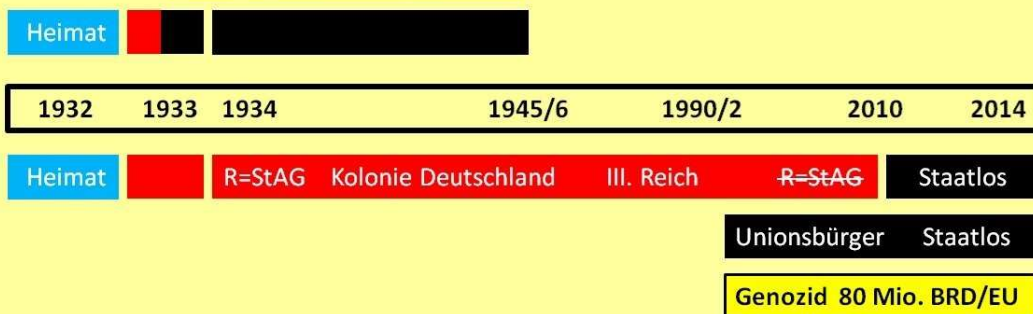 Heimat
1932 1933 1934 1945/6 1990/2 2010 2014
Heimat R=StAG Kolonie Deutschland III. Reich R=StAG Staatlos
Unionsbürger Staatlos
Genozid 80 Mio. BRD/EU